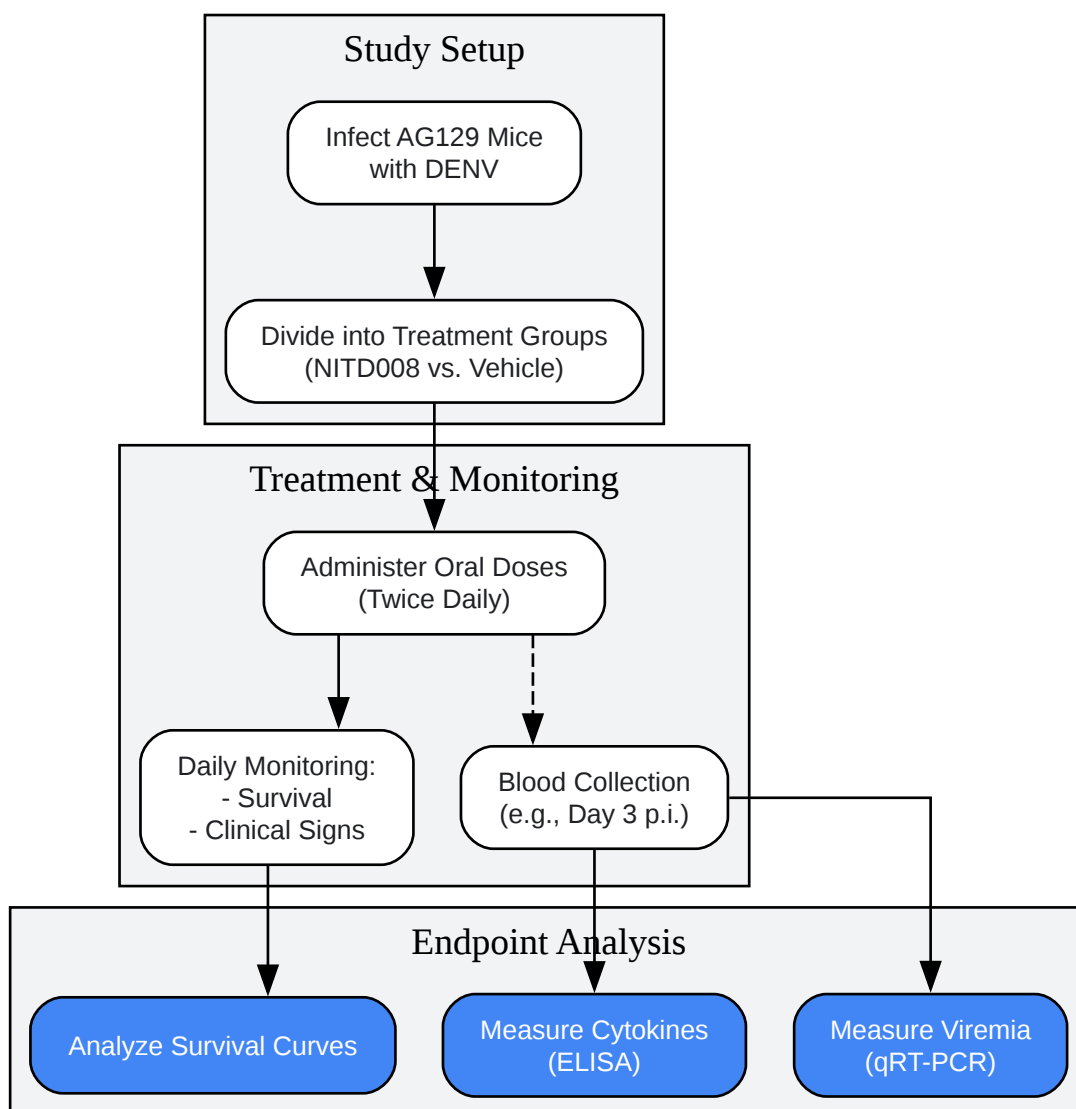 Study Setup
Infect AG129 Mice
with DENV
Divide into Treatment Groups
(NITD008 vs. Vehicle)
Treatment & Monitoring
Administer Oral Doses
(Twice Daily)
Daily Monitoring:
- Survival
- Clinical Signs
Blood Collection
(e.g., Day 3 p.i.)
Endpoint Analysis
Analyze Survival Curves
Measure Cytokines
(ELISA)
Measure Viremia
(qRT-PCR)